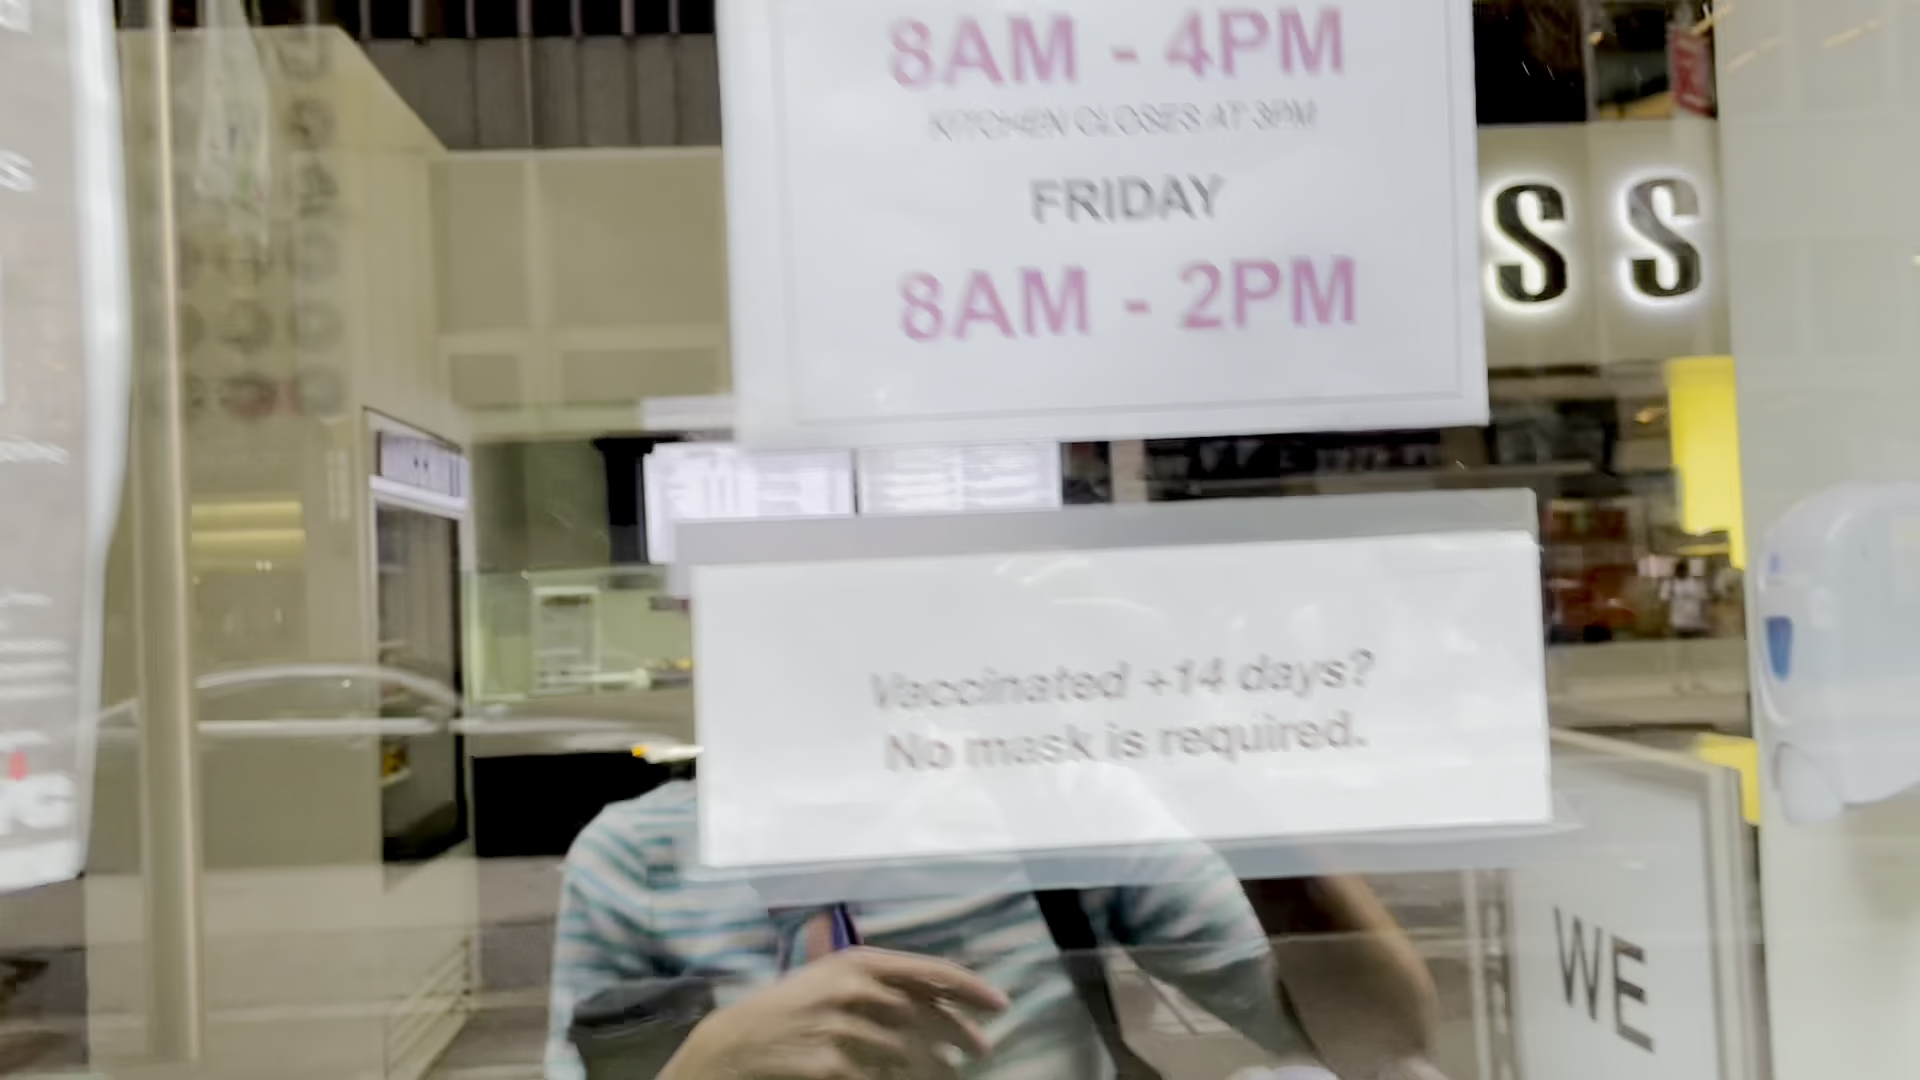 8AM - 4PM
KITCHEN CLOSES AT 3PM
FRIDAY
8AM - 2PM
SS
Vaccinated +14 days?
No mask is required.
WE